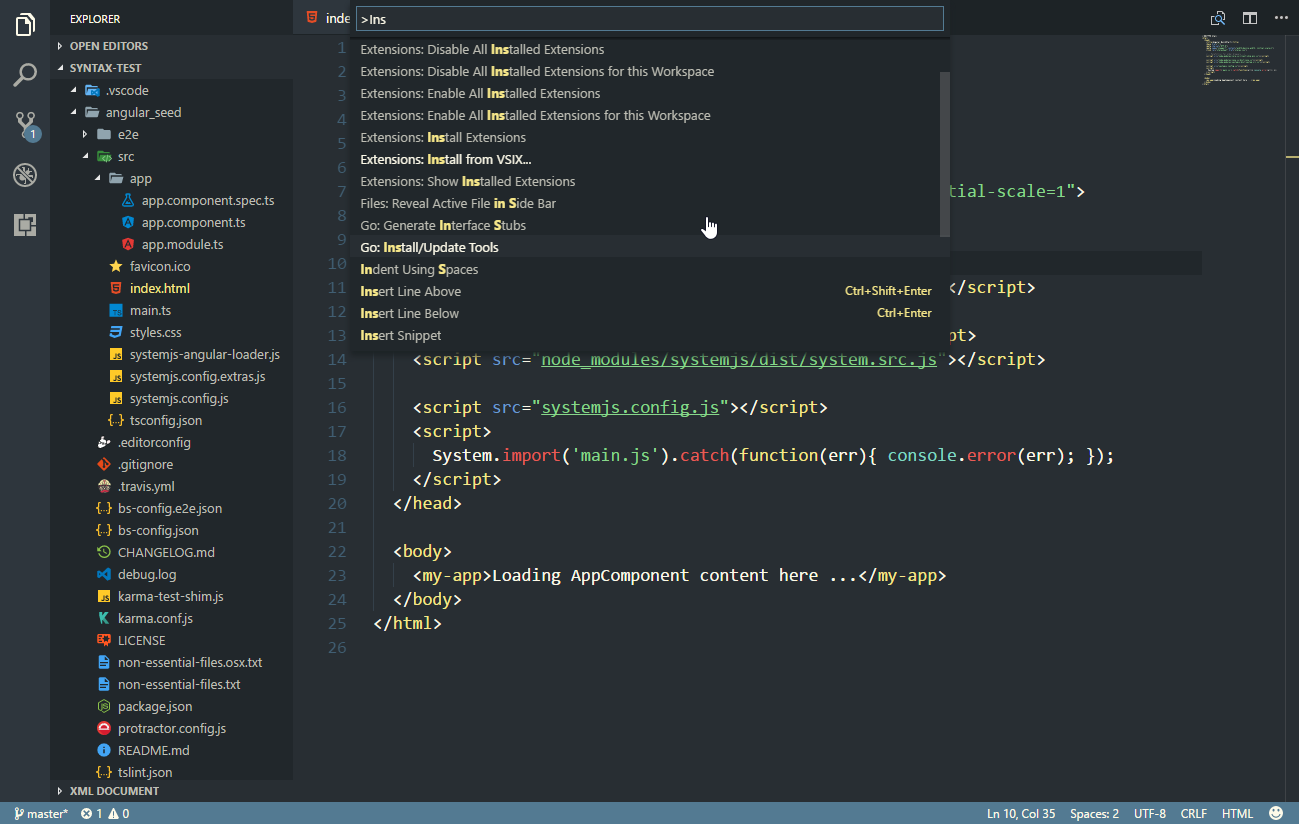 EXPLORER
OPEN EDITORS
SYNTAX-TEST
.vscode
angular_seed
e2e
src
app
app.component.spec.ts
app.component.ts
app.module.ts
favicon.ico
index.html
main.ts
styles.css
systemjs-angular-loader.js
systemjs.config.extras.js
systemjs.config.js
tsconfig.json
.editorconfig
.gitignore
.travis.yml
bs-config.e2e.json
bs-config.json
CHANGELOG.md
debug.log
karma-test-shim.js
karma.conf.js
LICENSE
non-essential-files.osx.txt
non-essential-files.txt
package.json
protractor.config.js
README.md
tslint.json
XML DOCUMENT
1
inde
>Ins
Extensions: Disable All Installed Extensions
Extensions: Disable All Installed Extensions for this Workspace
Extensions: Enable All Installed Extensions
Extensions: Enable All Installed Extensions for this Workspace
Extensions: Install Extensions
Extensions: Install from VSIX...
Extensions: Show Installed Extensions
Files: Reveal Active File in Side Bar
Go: Generate Interface Stubs
Go: Install/Update Tools
Indent Using Spaces
Insert Line Above Ctrl+Shift+Enter
Insert Line Below Ctrl+Enter
Insert Snippet
1
2
3
4
5
6
7 tial-scale=1">
8
9
10
11 </script>
12
13 pt>
14 <script src="node_modules/systemjs/dist/system.src.js"></script>
15
16 <script src="systemjs.config.js"></script>
17 <script>
18 System.import('main.js').catch(function(err){ console.error(err); });
19 </script>
20 </head>
21
22 <body>
23 <my-app>Loading AppComponent content here ...</my-app>
24 </body>
25 </html>
26
master* 1 0 Ln 10, Col 35 Spaces: 2 UTF-8 CRLF HTML